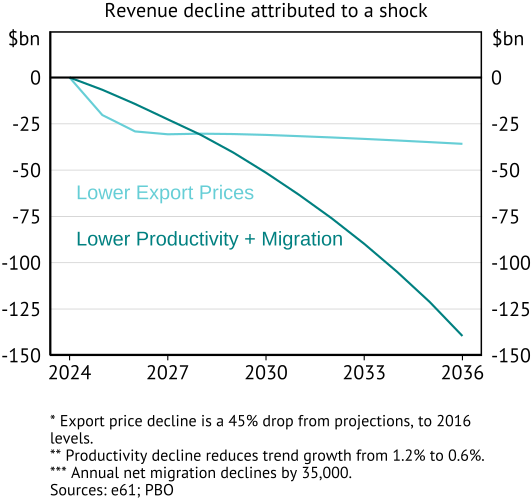 Revenue decline attributed to a shock
$bn $bn
0 0
-25 -25
-50 -50
Lower Export Prices
-75 -75
Lower Productivity + Migration
-100 -100
-125 -125
-150 -150
2024 2027 2030 2033 2036
* Export price decline is a 45% drop from projections, to 2016
levels.
** Productivity decline reduces trend growth from 1.2% to 0.6%.
*** Annual net migration declines by 35,000.
Sources: e61; PBO